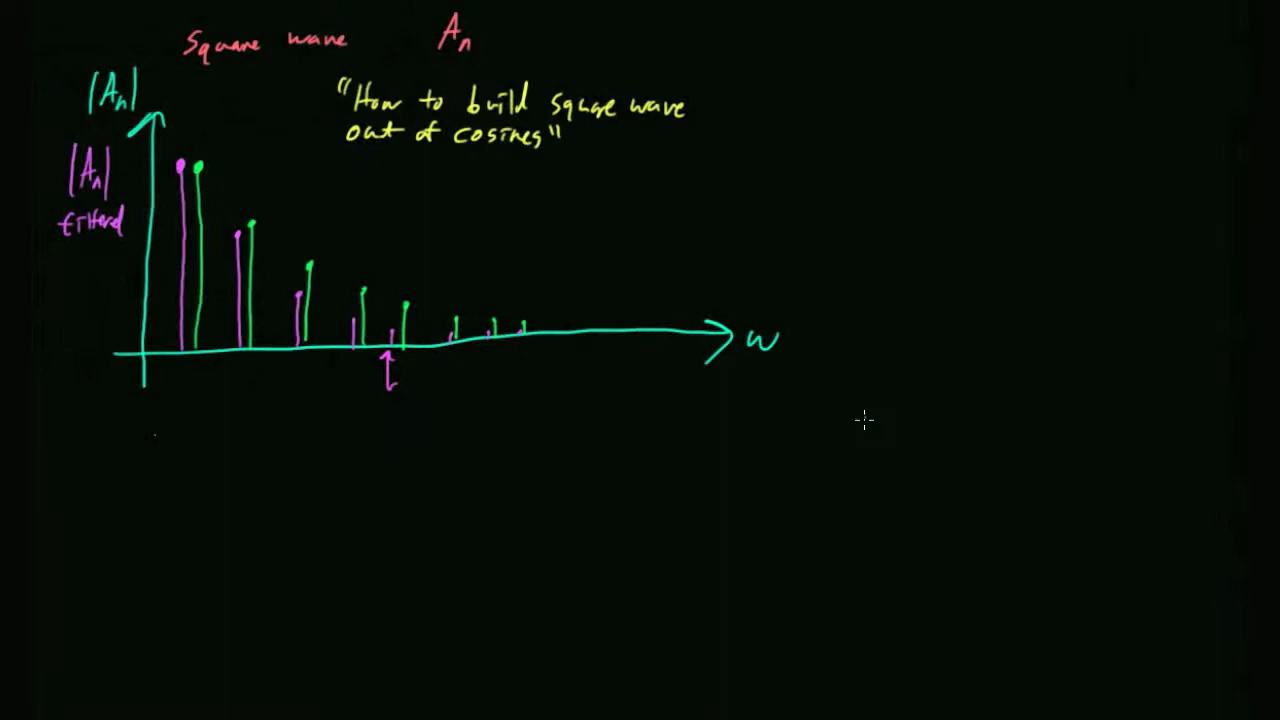 Square wave An
|An|
"How to build square wave
out of cosines"
|An|
filtered
w